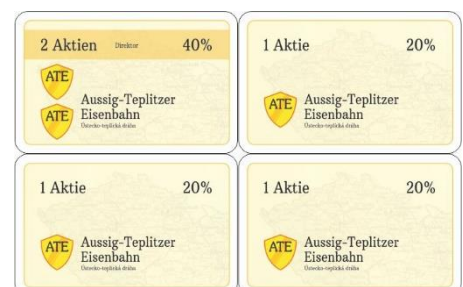 2 Aktien Direktor 40%
ATE
ATE
Aussig-Teplitzer
Eisenbahn
Ústecko-teplická dráha
1 Aktie 20%
ATE
Aussig-Teplitzer
Eisenbahn
Ústecko-teplická dráha
1 Aktie 20%
ATE
Aussig-Teplitzer
Eisenbahn
Ústecko-teplická dráha
1 Aktie 20%
ATE
Aussig-Teplitzer
Eisenbahn
Ústecko-teplická dráha